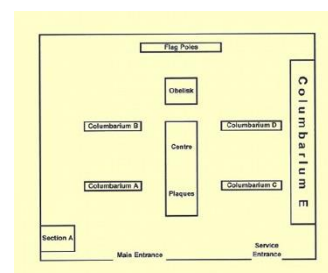 Flag Poles
Obelisk
Columbarium B
Columbarium D
Centre
Plaques
Columbarium A
Columbarium C
Columbarium E
Section A
Main Entrance
Service
Entrance